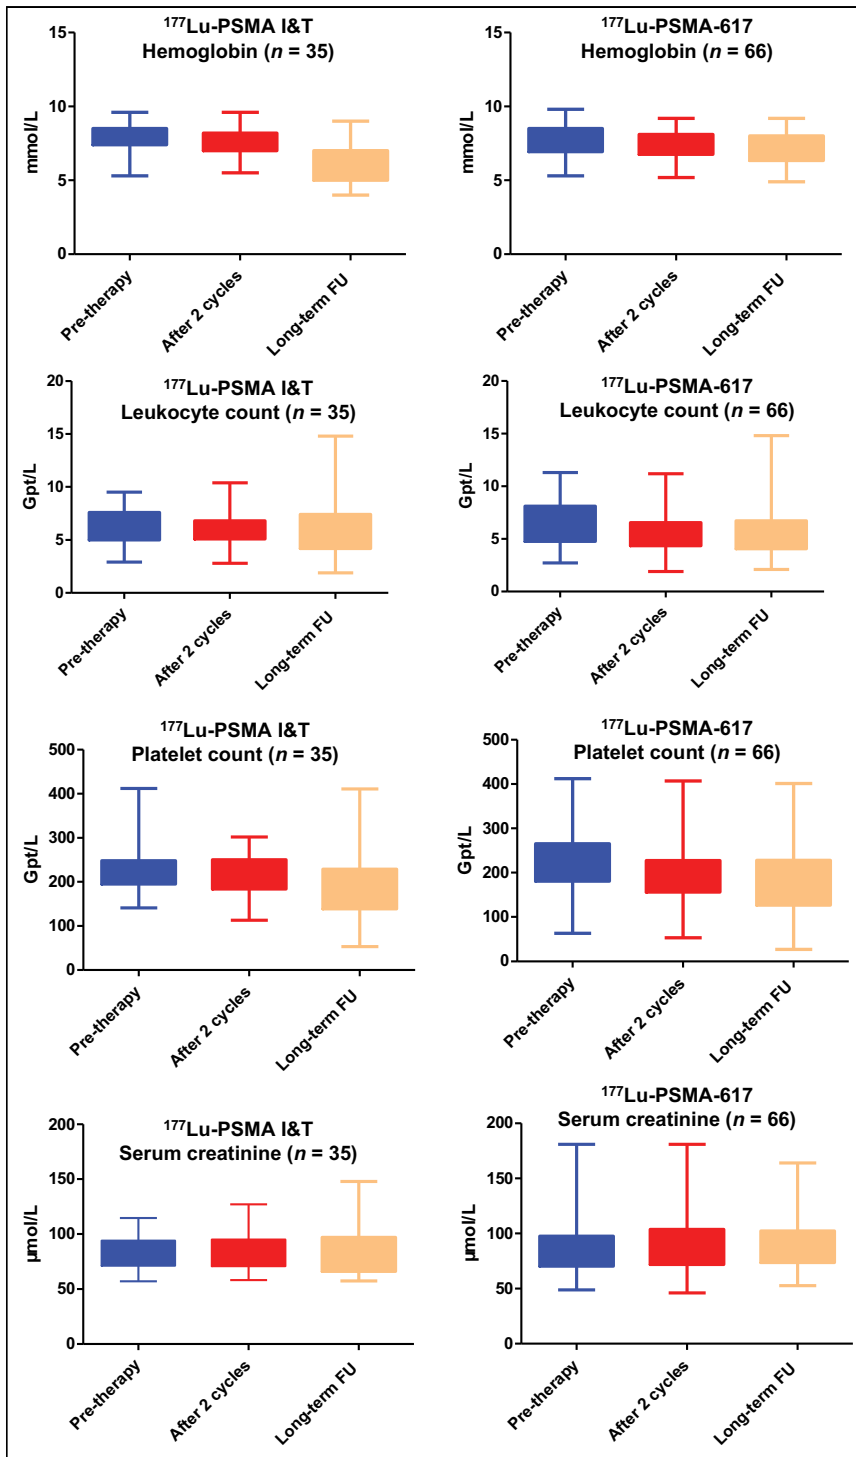 ¹⁷⁷Lu-PSMA I&T
Hemoglobin (n = 35)
mmol/L
15
10
5
0
Pre-therapy
After 2 cycles
Long-term FU
¹⁷⁷Lu-PSMA-617
Hemoglobin (n = 66)
mmol/L
15
10
5
0
Pre-therapy
After 2 cycles
Long-term FU
¹⁷⁷Lu-PSMA I&T
Leukocyte count (n = 35)
Gpt/L
20
15
10
5
0
Pre-therapy
After 2 cycles
Long-term FU
¹⁷⁷Lu-PSMA-617
Leukocyte count (n = 66)
Gpt/L
20
15
10
5
0
Pre-therapy
After 2 cycles
Long-term FU
¹⁷⁷Lu-PSMA I&T
Platelet count (n = 35)
Gpt/L
500
400
300
200
100
0
Pre-therapy
After 2 cycles
Long-term FU
¹⁷⁷Lu-PSMA-617
Platelet count (n = 66)
Gpt/L
500
400
300
200
100
0
Pre-therapy
After 2 cycles
Long-term FU
¹⁷⁷Lu-PSMA I&T
Serum creatinine (n = 35)
µmol/L
200
150
100
50
0
Pre-therapy
After 2 cycles
Long-term FU
¹⁷⁷Lu-PSMA-617
Serum creatinine (n = 66)
µmol/L
200
150
100
50
0
Pre-therapy
After 2 cycles
Long-term FU